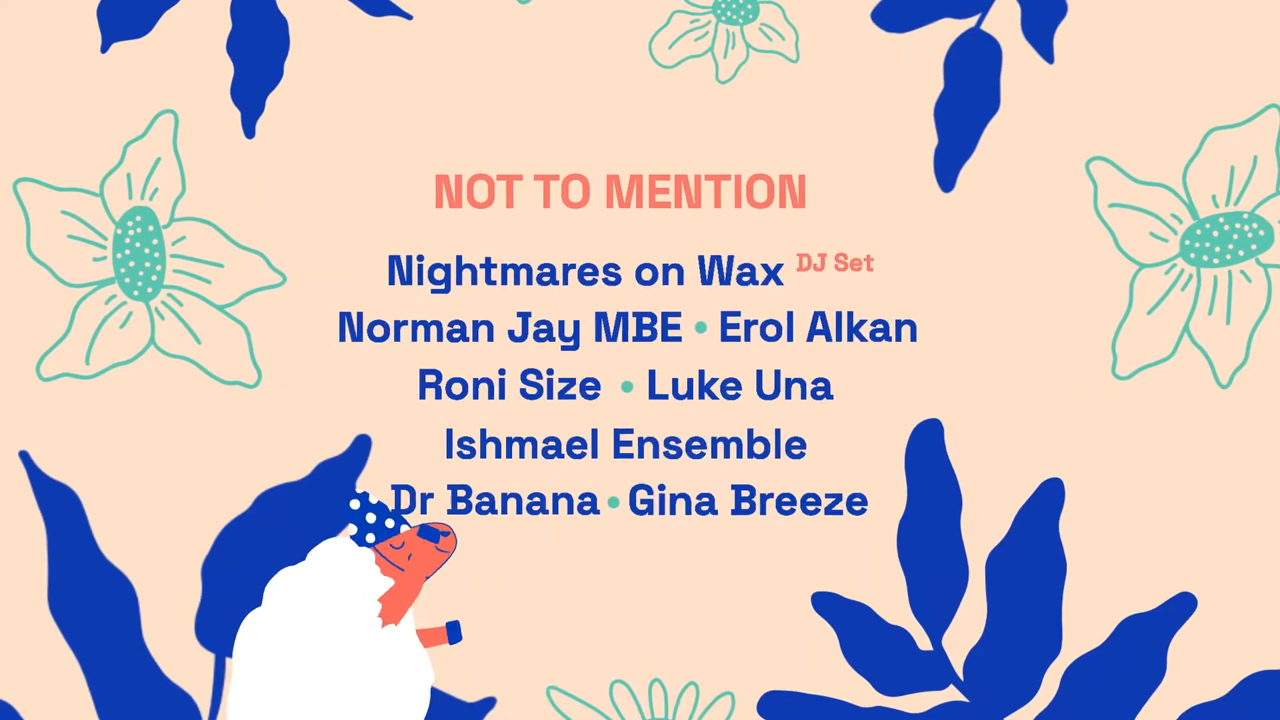 NOT TO MENTION
Nightmares on Wax DJ Set
Norman Jay MBE • Erol Alkan
Roni Size • Luke Una
Ishmael Ensemble
Dr Banana • Gina Breeze